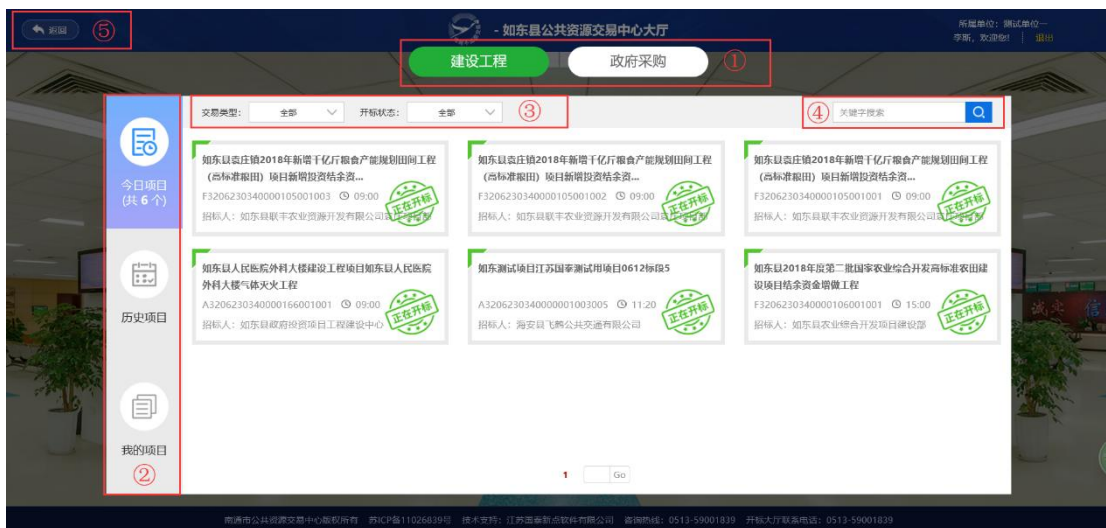 返回
⑤
- 如东县公共资源交易中心大厅
所属单位: 测试单位一
李斯, 欢迎您! | 退出
建设工程
政府采购
①
今日项目
(共 6 个)
历史项目
我的项目
②
交易类型: 全部
开标状态: 全部
③
④
关键字搜索
如东县袁庄镇2018年新增千亿斤粮食产能规划田间工程
(高标准粮田) 项目新增投资结余资...
F3206230340000105001003 09:00
招标人: 如东县联丰农业资源开发有限公司
正在开标
如东县袁庄镇2018年新增千亿斤粮食产能规划田间工程
(高标准粮田) 项目新增投资结余资...
F3206230340000105001002 09:00
招标人: 如东县联丰农业资源开发有限公司
正在开标
如东县袁庄镇2018年新增千亿斤粮食产能规划田间工程
(高标准粮田) 项目新增投资结余资...
F3206230340000105001001 09:00
招标人: 如东县联丰农业资源开发有限公司
正在开标
如东县人民医院外科大楼建设工程项目如东县人民医院
外科大楼气体灭火工程
A3206230340000166001001 09:00
招标人: 如东县政府投资项目工程建设中心
正在开标
如东测试项目江苏国泰测试用项目0612标段5
A3206230340000001003005 11:20
招标人: 海安县飞鹤公共交通有限公司
正在开标
如东县2018年度第二批国家农业综合开发高标准农田建
设项目结余资金增做工程
F3206230340000106001001 15:00
招标人: 如东县农业综合开发项目建设部
正在开标
1 Go
诚 信
南通市公共资源交易中心版权所有 苏ICP备11026839号 技术支持: 江苏国泰新点软件有限公司 咨询热线: 0513-59001839 开标大厅联系电话: 0513-59001839